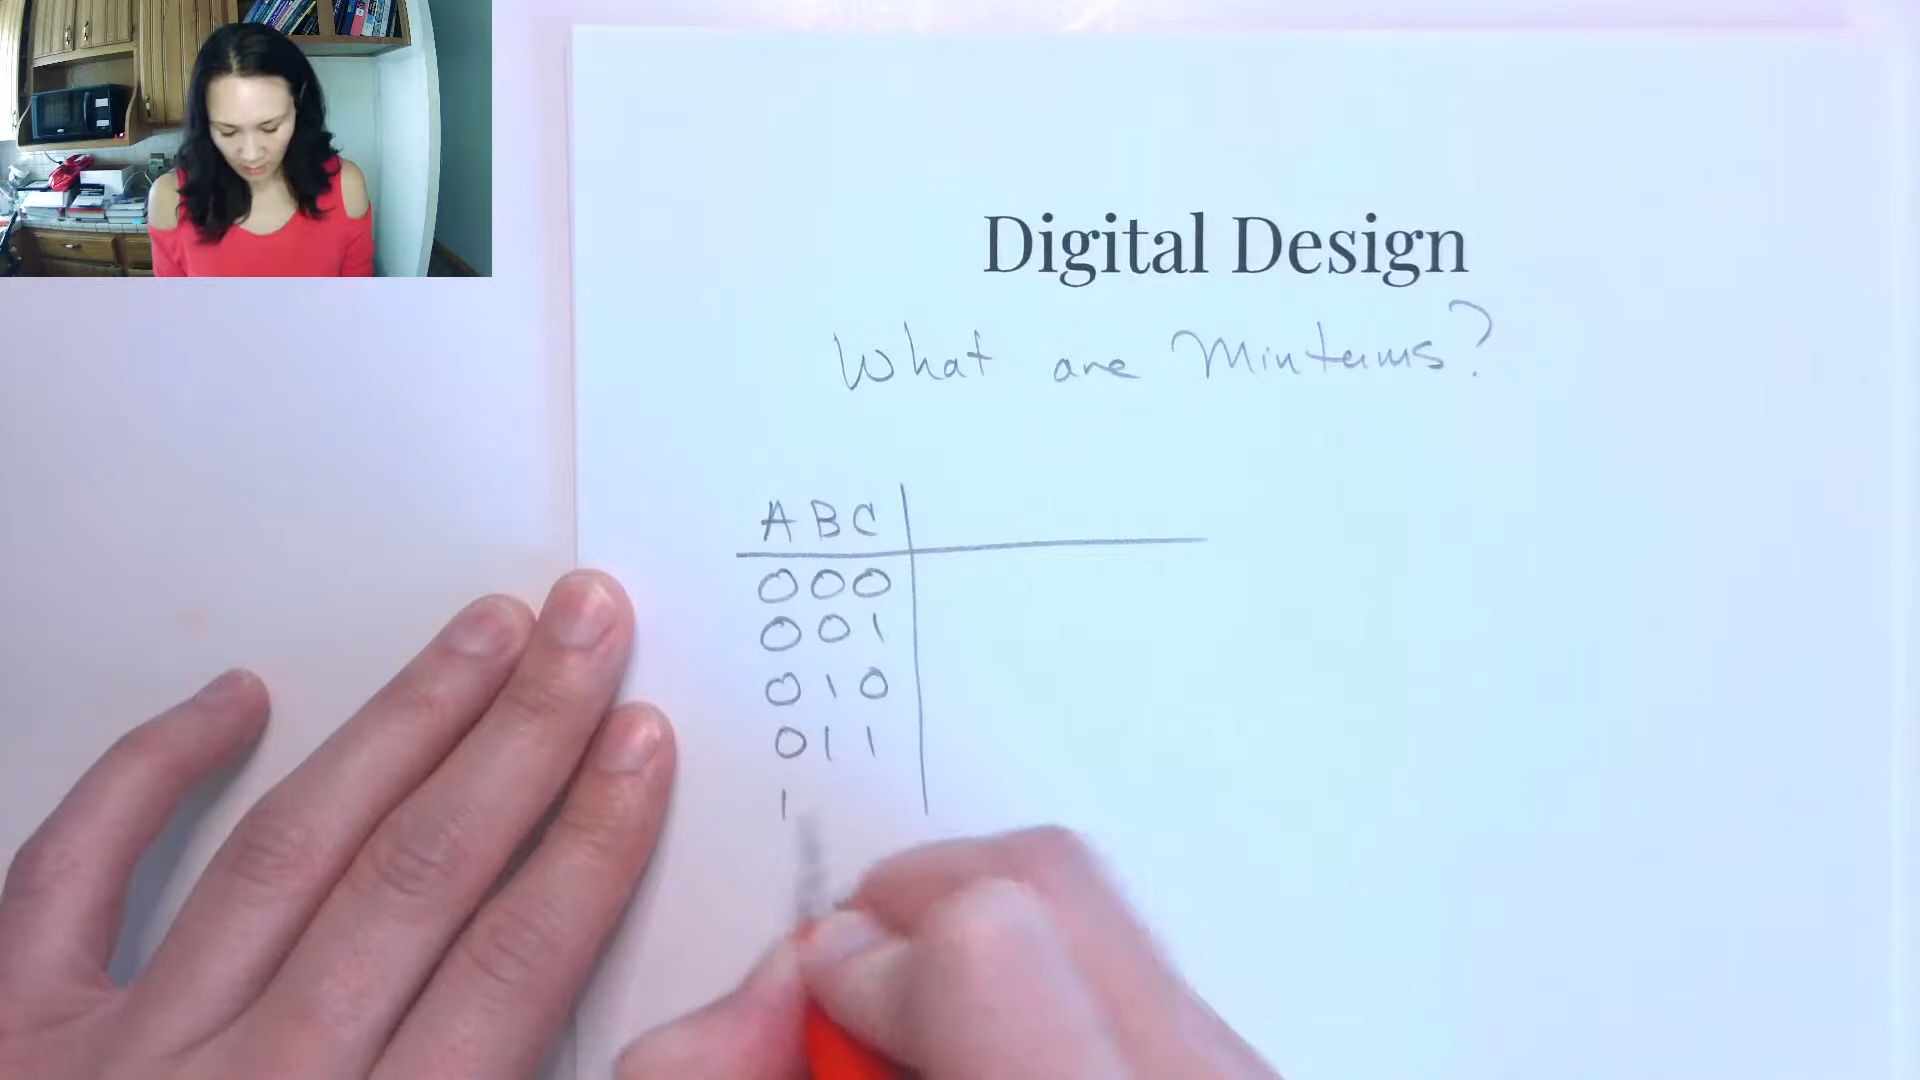 Digital Design
What are Minterms?
A B C
0 0 0
0 0 1
0 1 0
0 1 1
1